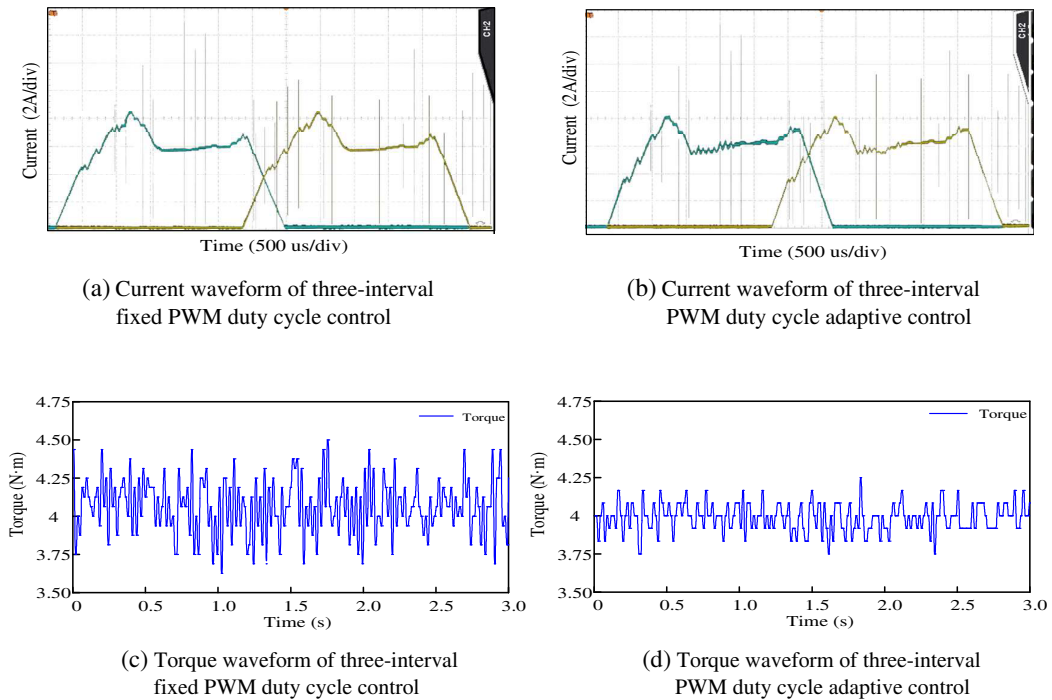 CH2
CH2
Current (2A/div)
Current (2A/div)
Time (500 us/div)
Time (500 us/div)
(a) Current waveform of three-interval
fixed PWM duty cycle control
(b) Current waveform of three-interval
PWM duty cycle adaptive control
4.75
4.50
4.25
4
3.75
3.50
Torque (N·m)
Torque
0
0.5
1.0
1.5
2.0
2.5
3.0
Time (s)
4.75
4.50
4.25
4
3.75
3.50
Torque (N·m)
Torque
0
0.5
1.0
1.5
2.0
2.5
3.0
Time (s)
(c) Torque waveform of three-interval
fixed PWM duty cycle control
(d) Torque waveform of three-interval
PWM duty cycle adaptive control